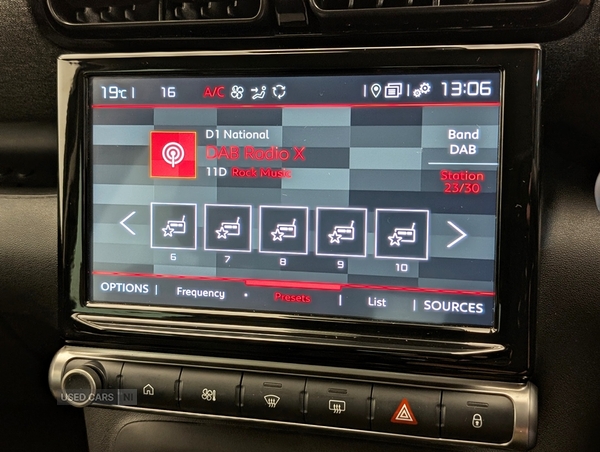 19°C | 16 A/C 13:06
D1 National
DAB Radio X
11D Rock Music
Band
DAB
Station
23/30
6 7 8 9 10
OPTIONS | Frequency • Presets | List | SOURCES
USED CARS NI